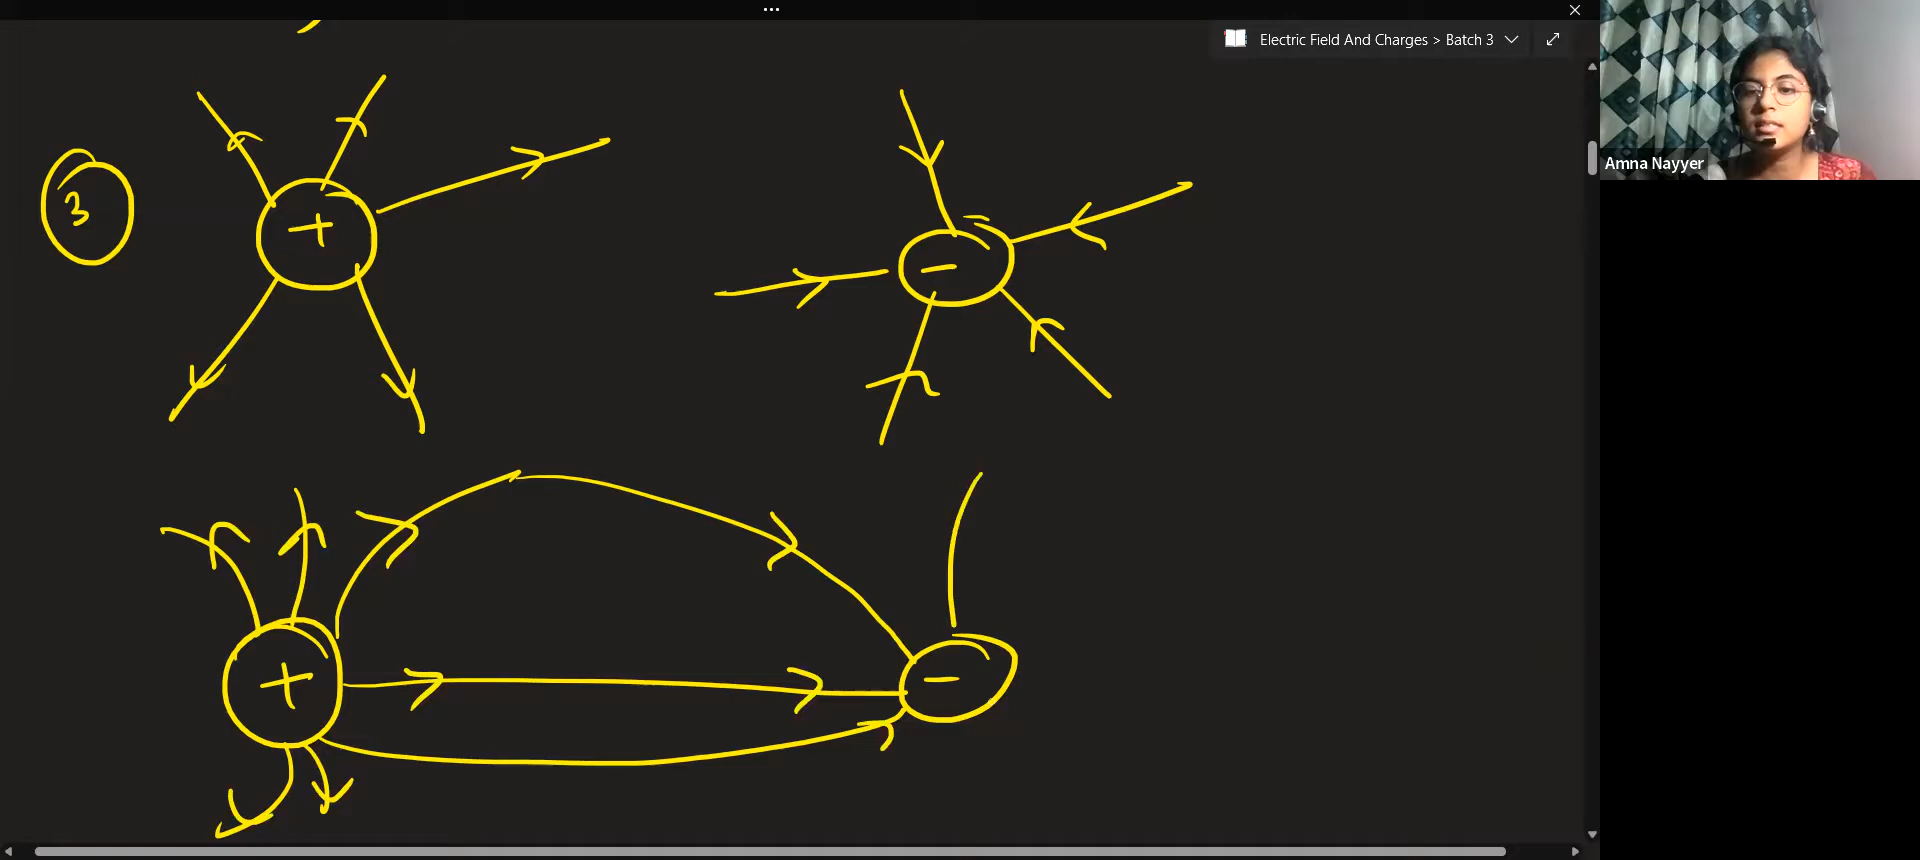 Electric Field And Charges > Batch 3
Amna Nayyer
3
+
−
+
−